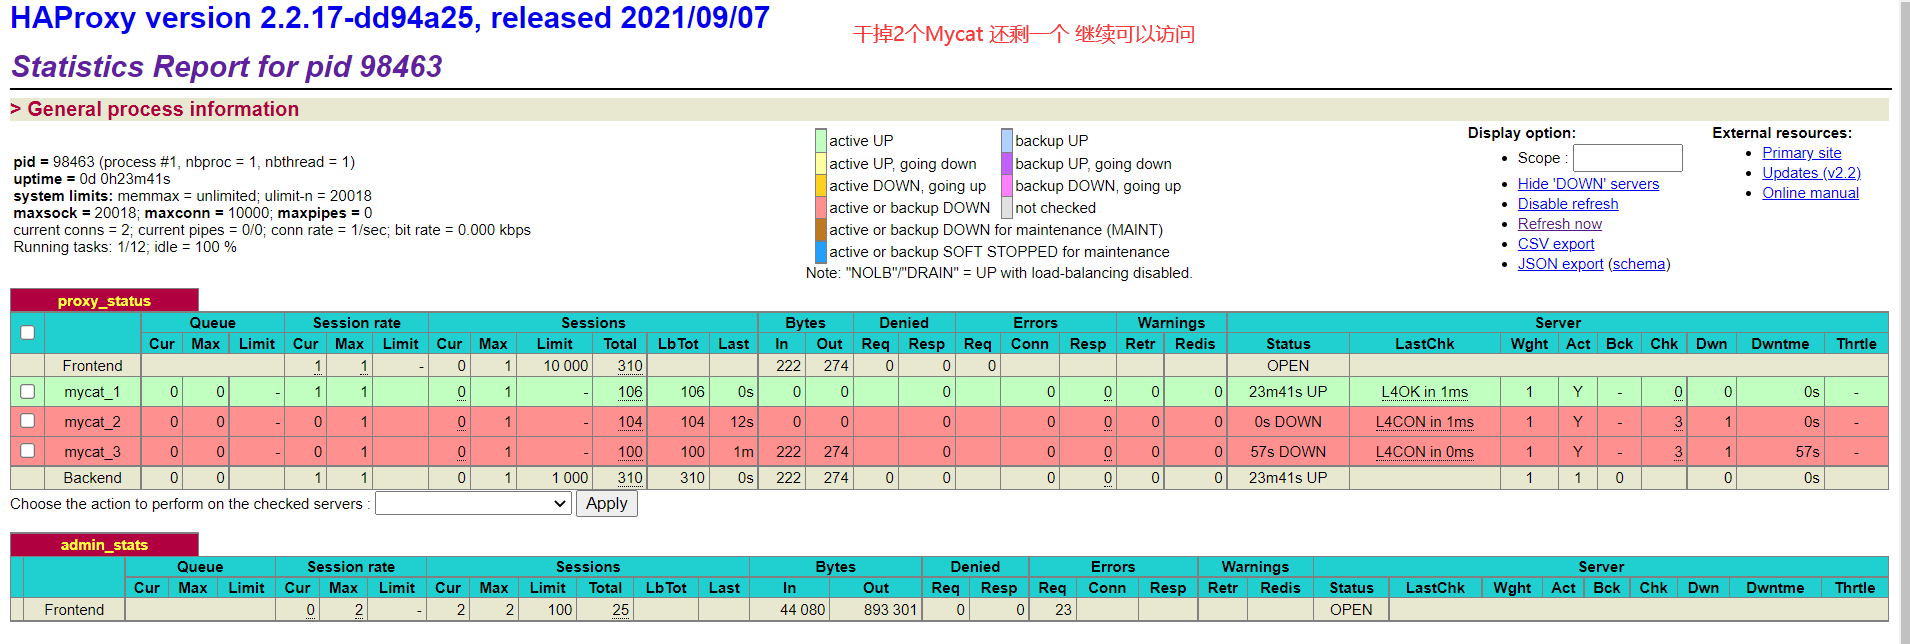 HAProxy version 2.2.17-dd94a25, released 2021/09/07
干掉2个Mycat 还剩一个 继续可以访问
Statistics Report for pid 98463
> General process information
pid = 98463 (process #1, nbproc = 1, nbthread = 1)
uptime = 0d 0h23m41s
system limits: memmax = unlimited; ulimit-n = 20018
maxsock = 20018; maxconn = 10000; maxpipes = 0
current conns = 2; current pipes = 0/0; conn rate = 1/sec; bit rate = 0.000 kbps
Running tasks: 1/12; idle = 100 %
active UP backup UP
active UP, going down backup UP, going down
active DOWN, going up backup DOWN, going up
active or backup DOWN not checked
active or backup DOWN for maintenance (MAINT)
active or backup SOFT STOPPED for maintenance
Note: "NOLB"/"DRAIN" = UP with load-balancing disabled.
Display option:
Scope :
Hide 'DOWN' servers
Disable refresh
Refresh now
CSV export
JSON export (schema)
External resources:
Primary site
Updates (v2.2)
Online manual
proxy_status
Queue Session rate Sessions Bytes Denied Errors Warnings Server
Cur Max Limit Cur Max Limit Cur Max Limit Total LbTot Last In Out Req Resp Req Conn Resp Retr Redis Status LastChk Wght Act Bck Chk Dwn Dwntme Thrtle
Frontend 1 1 - 0 1 10 000 310 222 274 0 0 0 OPEN
mycat_1 0 0 - 1 1 0 1 - 106 106 0s 0 0 0 0 0 0 0 23m41s UP L4OK in 1ms 1 Y - 0 0 0s -
mycat_2 0 0 - 0 1 0 1 - 104 104 12s 0 0 0 0 0 0 0 0s DOWN L4CON in 1ms 1 Y - 3 1 0s -
mycat_3 0 0 - 0 1 0 1 - 100 100 1m 222 274 0 0 0 0 0 57s DOWN L4CON in 0ms 1 Y - 3 1 57s -
Backend 0 0 1 1 0 1 1 000 310 310 0s 222 274 0 0 0 0 0 0 23m41s UP 1 1 0 0 0s
Choose the action to perform on the checked servers : Apply
admin_stats
Queue Session rate Sessions Bytes Denied Errors Warnings Server
Cur Max Limit Cur Max Limit Cur Max Limit Total LbTot Last In Out Req Resp Req Conn Resp Retr Redis Status LastChk Wght Act Bck Chk Dwn Dwntme Thrtle
Frontend 0 2 - 2 2 100 25 44 080 893 301 0 0 23 OPEN